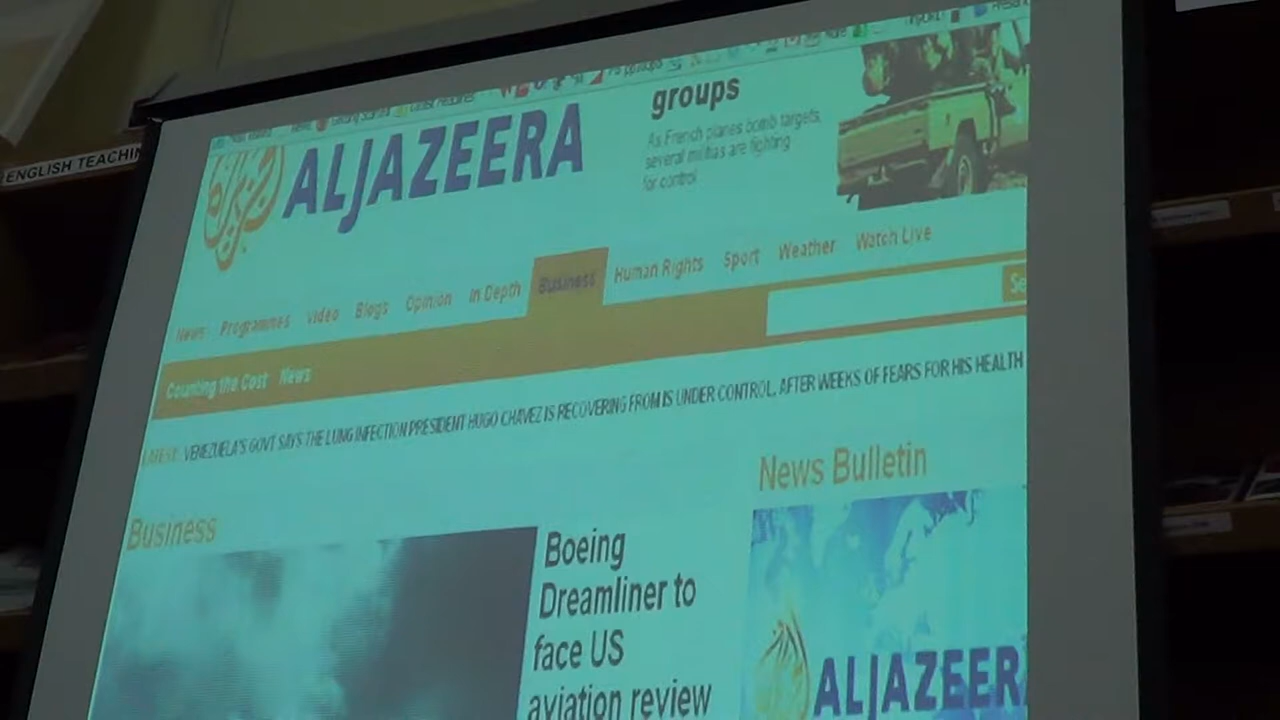 ENGLISH TEACHIN
groups
As French planes bomb targets,
several militias are fighting
for control
ALJAZEERA
News Programmes Video Blogs Opinion In Depth Business Human Rights Sport Weather Watch Live
Se
Counting the Cost News
LATEST: VENEZUELA'S GOVT SAYS THE LUNG INFECTION PRESIDENT HUGO CHAVEZ IS RECOVERING FROM IS UNDER CONTROL, AFTER WEEKS OF FEARS FOR HIS HEALTH
Business
News Bulletin
Boeing
Dreamliner to
face US
aviation review
ALJAZEER